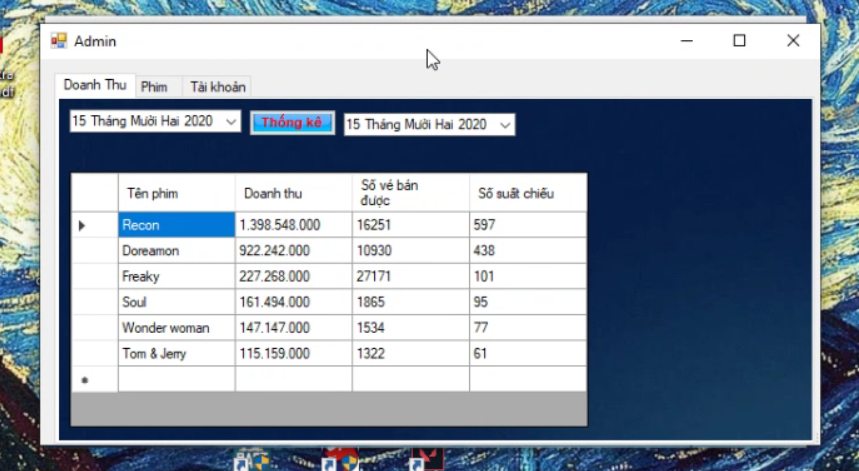 Admin
Doanh Thu Phim Tài khoản
15 Tháng Mười Hai 2020 Thống kê 15 Tháng Mười Hai 2020
Tên phim Doanh thu Số vé bán được Số suất chiếu
Recon 1.398.548.000 16251 597
Doreamon 922.242.000 10930 438
Freaky 227.268.000 27171 101
Soul 161.494.000 1865 95
Wonder woman 147.147.000 1534 77
Tom & Jerry 115.159.000 1322 61